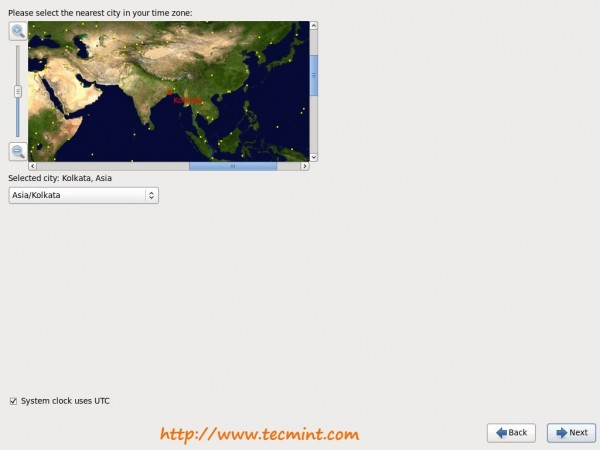 Please select the nearest city in your time zone:
Kolkata
Selected city: Kolkata, Asia
Asia/Kolkata
System clock uses UTC
http://www.tecmint.com
Back
Next